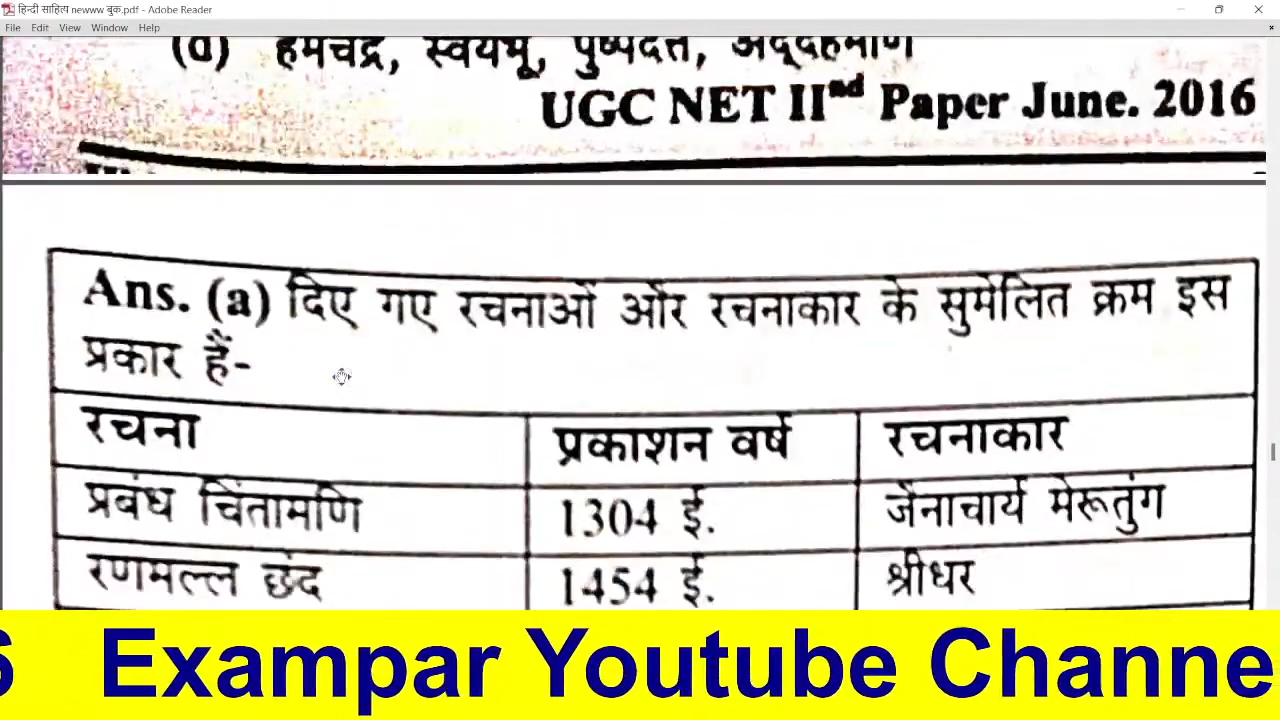 हिन्दी साहित्य newww बुक.pdf - Adobe Reader
File Edit View Window Help
(d) हेमचंद्र, स्वयंभू, पुष्पदंत, अद्दहमाण
UGC NET IInd Paper June. 2016
Ans. (a) दिए गए रचनाओं और रचनाकार के सुमेलित क्रम इस
प्रकार हैं-
रचना प्रकाशन वर्ष रचनाकार
प्रबंध चिंतामणि 1304 ई. जैनाचार्य मेरूतुंग
रणमल्ल छंद 1454 ई. श्रीधर
6 Exampar Youtube Channe